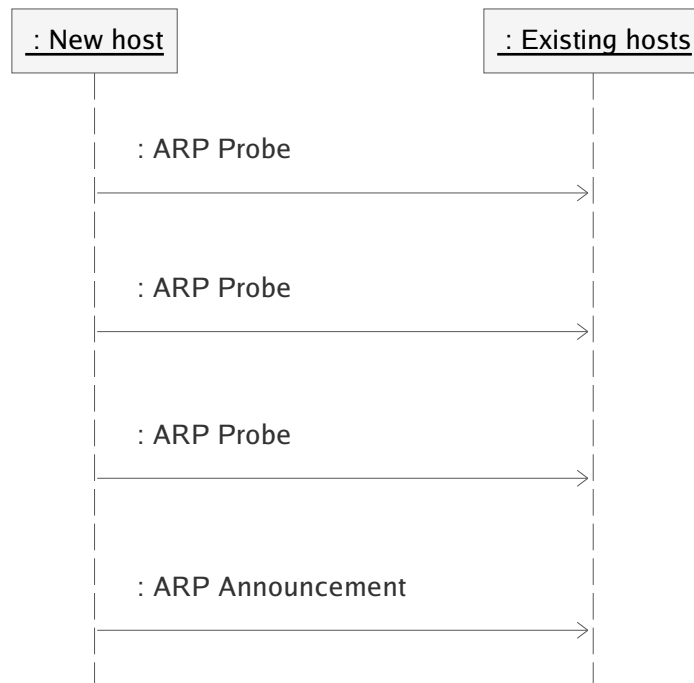 : New host
: Existing hosts
: ARP Probe
: ARP Probe
: ARP Probe
: ARP Announcement